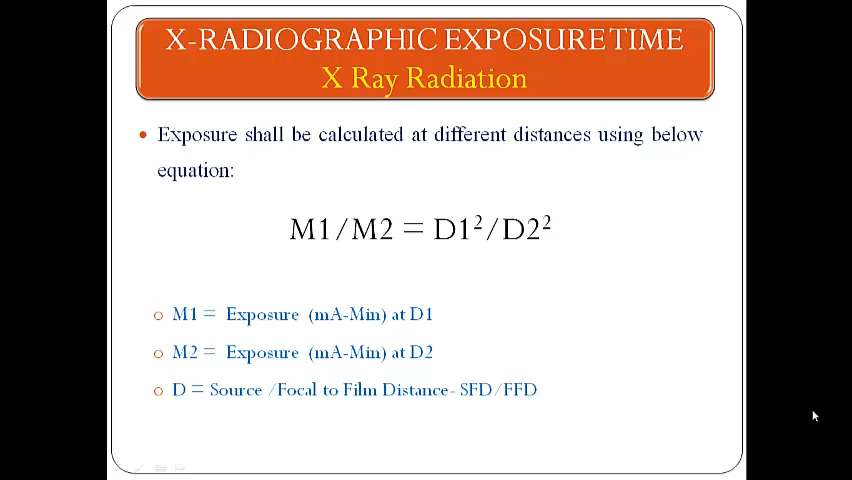 X-RADIOGRAPHIC EXPOSURE TIME
X Ray Radiation
• Exposure shall be calculated at different distances using below
equation:
M1/M2 = D1²/D2²
o M1 = Exposure (mA-Min) at D1
o M2 = Exposure (mA-Min) at D2
o D = Source /Focal to Film Distance- SFD/FFD